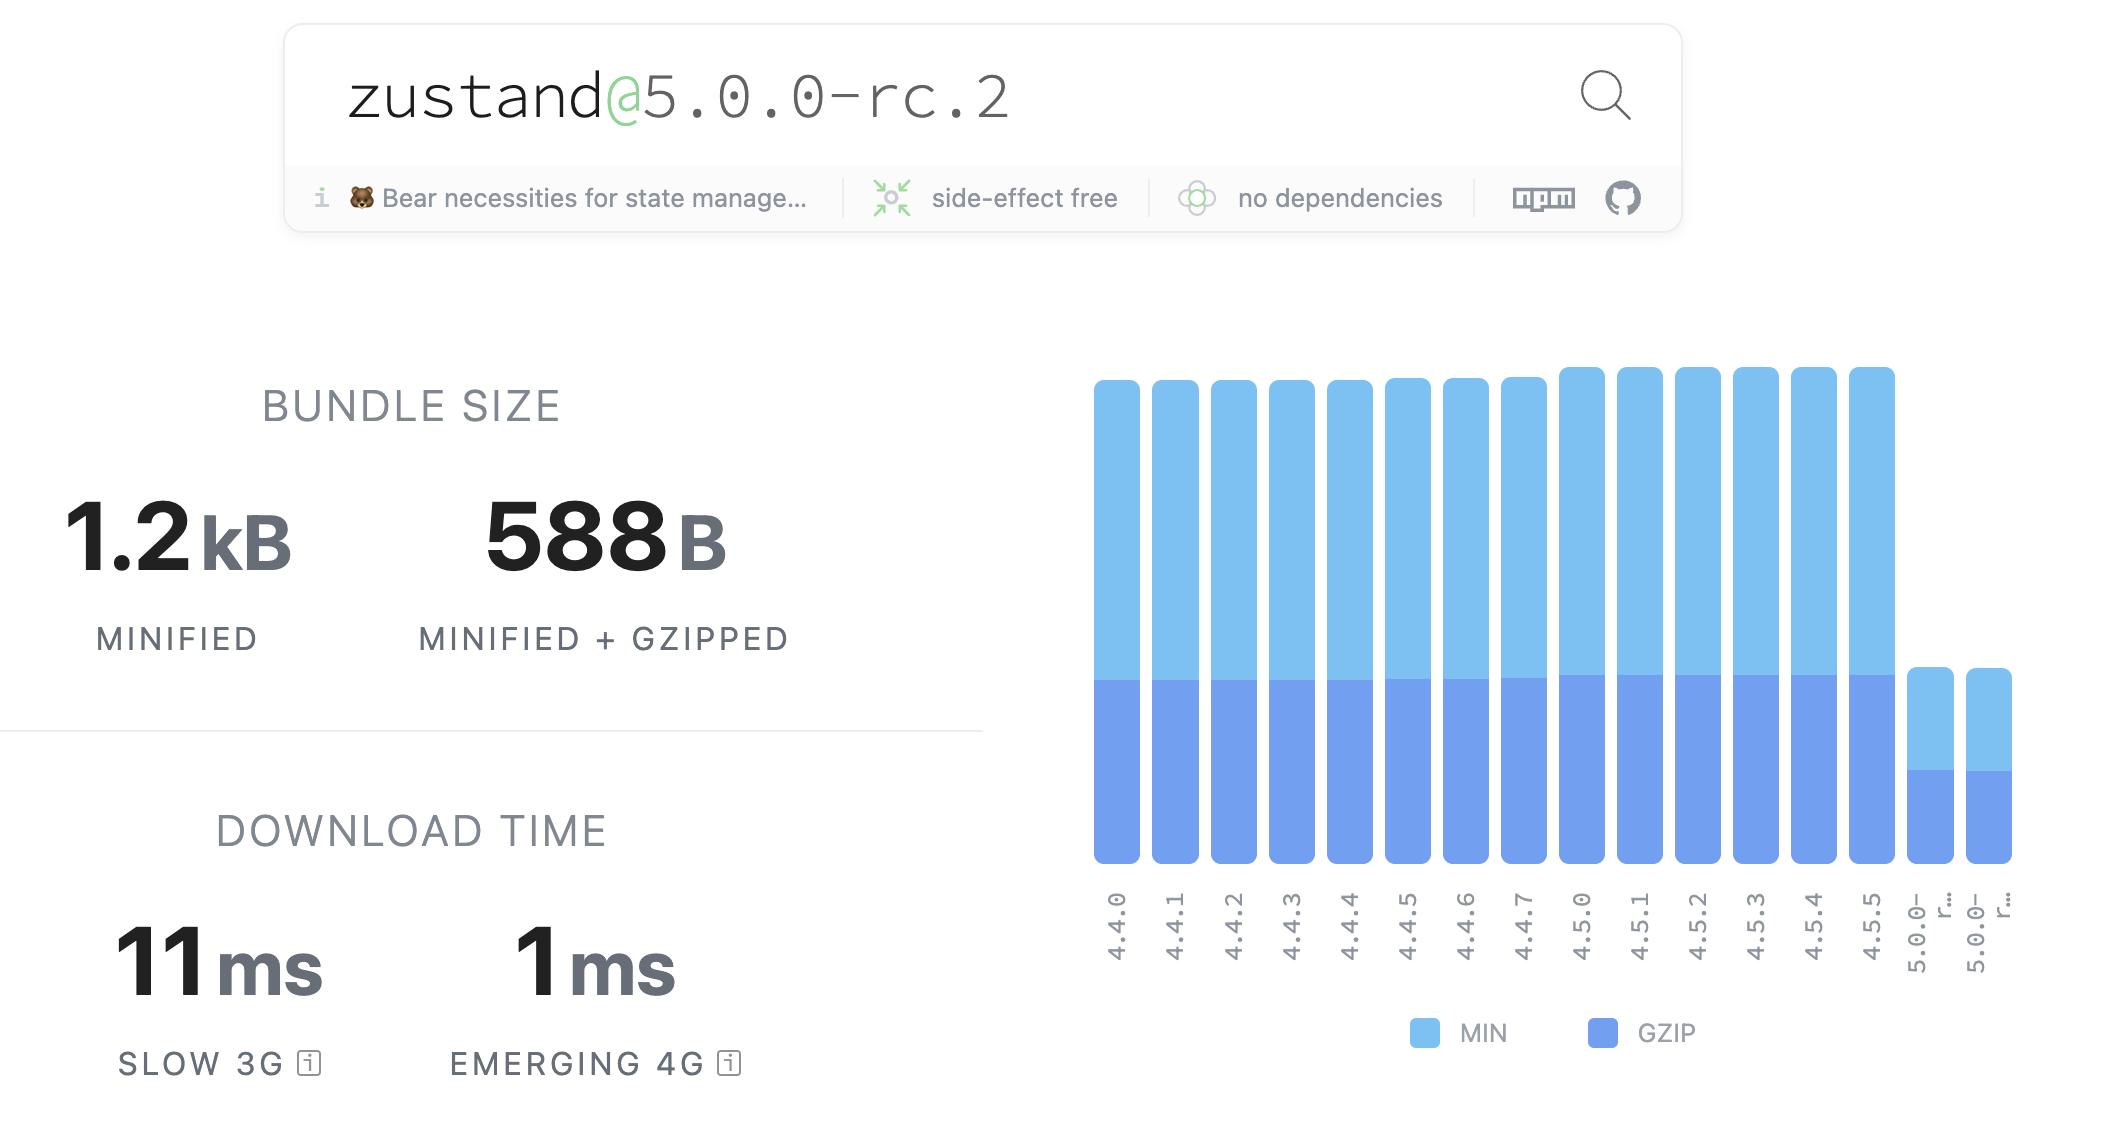 zustand@5.0.0-rc.2
i 🐻 Bear necessities for state manage... side-effect free no dependencies npm
BUNDLE SIZE
1.2 kB 588 B
MINIFIED MINIFIED + GZIPPED
DOWNLOAD TIME
11 ms 1 ms
SLOW 3G i EMERGING 4G i
4.4.0
4.4.1
4.4.2
4.4.3
4.4.4
4.4.5
4.4.6
4.4.7
4.5.0
4.5.1
4.5.2
4.5.3
4.5.4
4.5.5
5.0.0-
r…
5.0.0-
r…
MIN GZIP